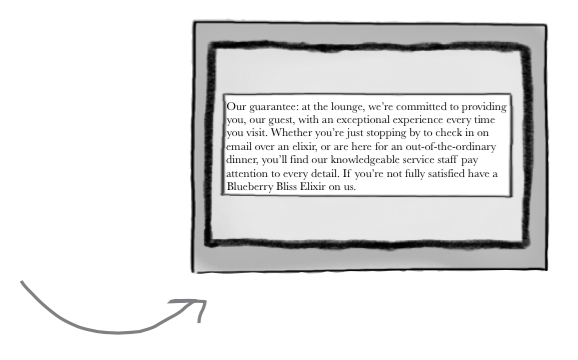 Our guarantee: at the lounge, we're committed to providing
you, our guest, with an exceptional experience every time
you visit. Whether you're just stopping by to check in on
email over an elixir, or are here for an out-of-the-ordinary
dinner, you'll find our knowledgeable service staff pay
attention to every detail. If you're not fully satisfied have a
Blueberry Bliss Elixir on us.